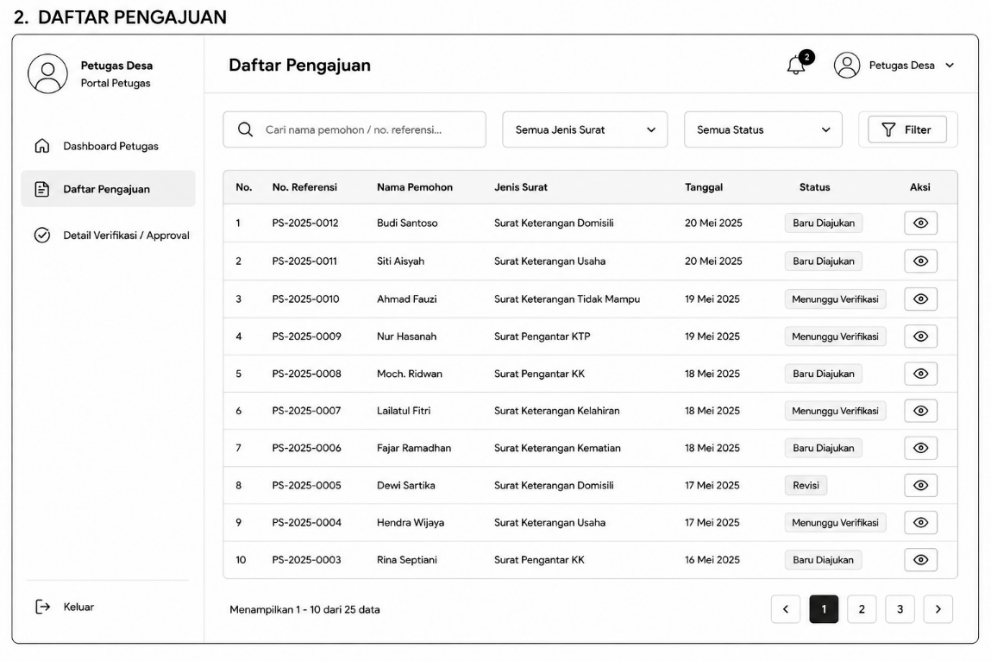 2. DAFTAR PENGAJUAN
Petugas Desa
Portal Petugas
Dashboard Petugas
Daftar Pengajuan
Detail Verifikasi / Approval
Keluar
Daftar Pengajuan
2
Petugas Desa
Cari nama pemohon / no. referensi...
Semua Jenis Surat
Semua Status
Filter
No. No. Referensi Nama Pemohon Jenis Surat Tanggal Status Aksi
1 PS-2025-0012 Budi Santoso Surat Keterangan Domisili 20 Mei 2025 Baru Diajukan
2 PS-2025-0011 Siti Aisyah Surat Keterangan Usaha 20 Mei 2025 Baru Diajukan
3 PS-2025-0010 Ahmad Fauzi Surat Keterangan Tidak Mampu 19 Mei 2025 Menunggu Verifikasi
4 PS-2025-0009 Nur Hasanah Surat Pengantar KTP 19 Mei 2025 Menunggu Verifikasi
5 PS-2025-0008 Moch. Ridwan Surat Pengantar KK 18 Mei 2025 Baru Diajukan
6 PS-2025-0007 Lailatul Fitri Surat Keterangan Kelahiran 18 Mei 2025 Menunggu Verifikasi
7 PS-2025-0006 Fajar Ramadhan Surat Keterangan Kematian 18 Mei 2025 Baru Diajukan
8 PS-2025-0005 Dewi Sartika Surat Keterangan Domisili 17 Mei 2025 Revisi
9 PS-2025-0004 Hendra Wijaya Surat Keterangan Usaha 17 Mei 2025 Menunggu Verifikasi
10 PS-2025-0003 Rina Septiani Surat Pengantar KK 16 Mei 2025 Baru Diajukan
Menampilkan 1 - 10 dari 25 data
1 2 3